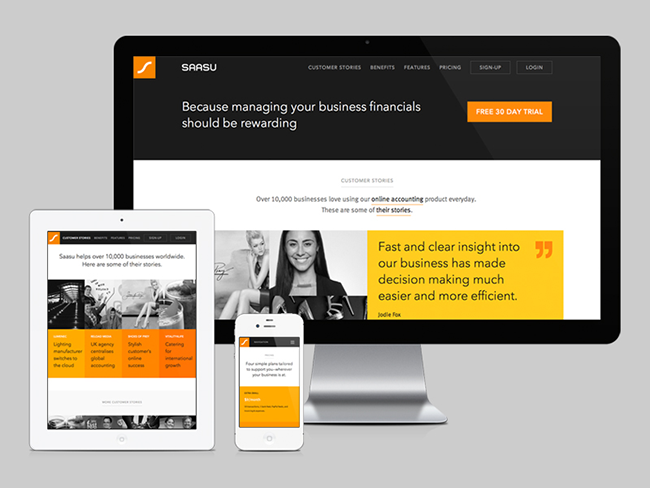 SAASU
CUSTOMER STORIES BENEFITS FEATURES PRICING SIGN-UP LOGIN
Because managing your business financials
should be rewarding
FREE 30 DAY TRIAL
CUSTOMER STORIES
Over 10,000 businesses love using our online accounting product everyday.
These are some of their stories.
Fast and clear insight into
our business has made
decision making much
easier and more efficient.
Jodie Fox
CUSTOMER STORIES BENEFITS FEATURES PRICING SIGN-UP LOGIN
Saasu helps over 10,000 businesses worldwide.
Here are some of their stories.
Lighting
manufacturer
switches to
the cloud
UK agency
centralises
global
accounting
Stylish
customer's
online
success
Catering
for
international
growth
MORE CUSTOMER STORIES
Four simple plans tailored
to support you–wherever
your business is at.